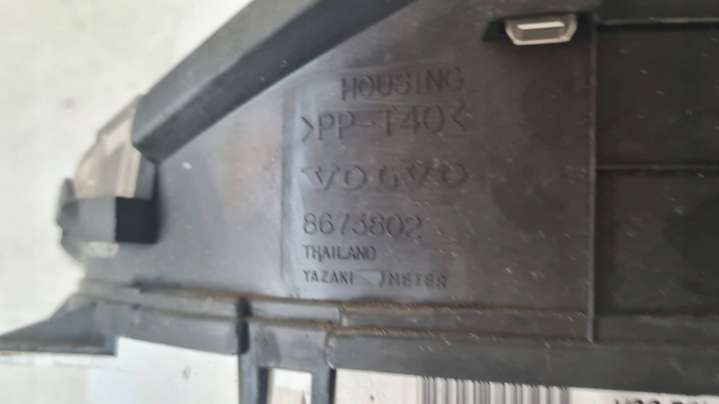 HOUSING
>PP-T40<
VOLVO
8673802
THAILAND
YAZAKI METER